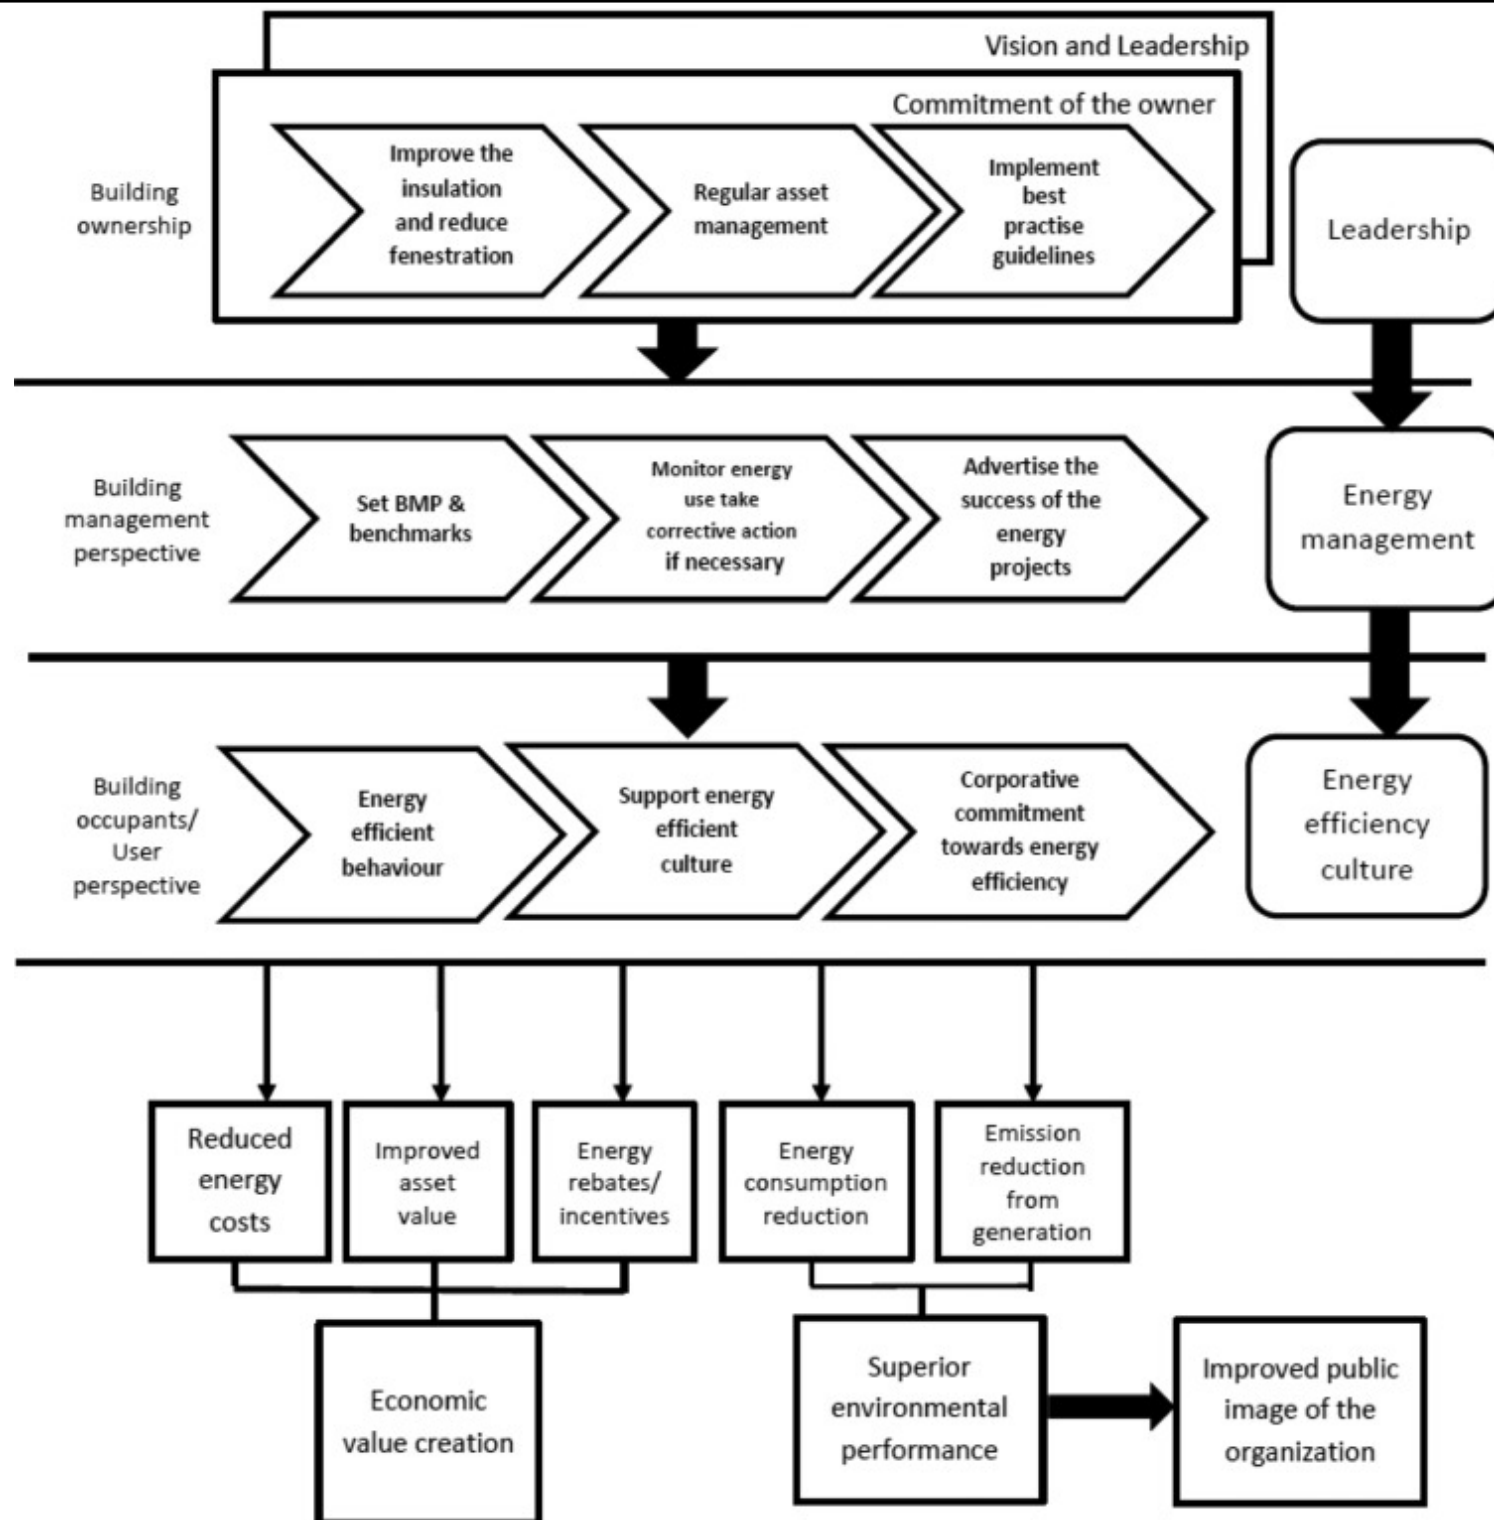 Vision and Leadership
Commitment of the owner
Building
ownership
Improve the
insulation
and reduce
fenestration
Regular asset
management
Implement
best
practise
guidelines
Leadership
Building
management
perspective
Set BMP &
benchmarks
Monitor energy
use take
corrective action
if necessary
Advertise the
success of the
energy
projects
Energy
management
Building
occupants/
User
perspective
Energy
efficient
behaviour
Support energy
efficient
culture
Corporative
commitment
towards energy
efficiency
Energy
efficiency
culture
Reduced
energy
costs
Improved
asset
value
Energy
rebates/
incentives
Energy
consumption
reduction
Emission
reduction
from
generation
Economic
value creation
Superior
environmental
performance
Improved public
image of the
organization